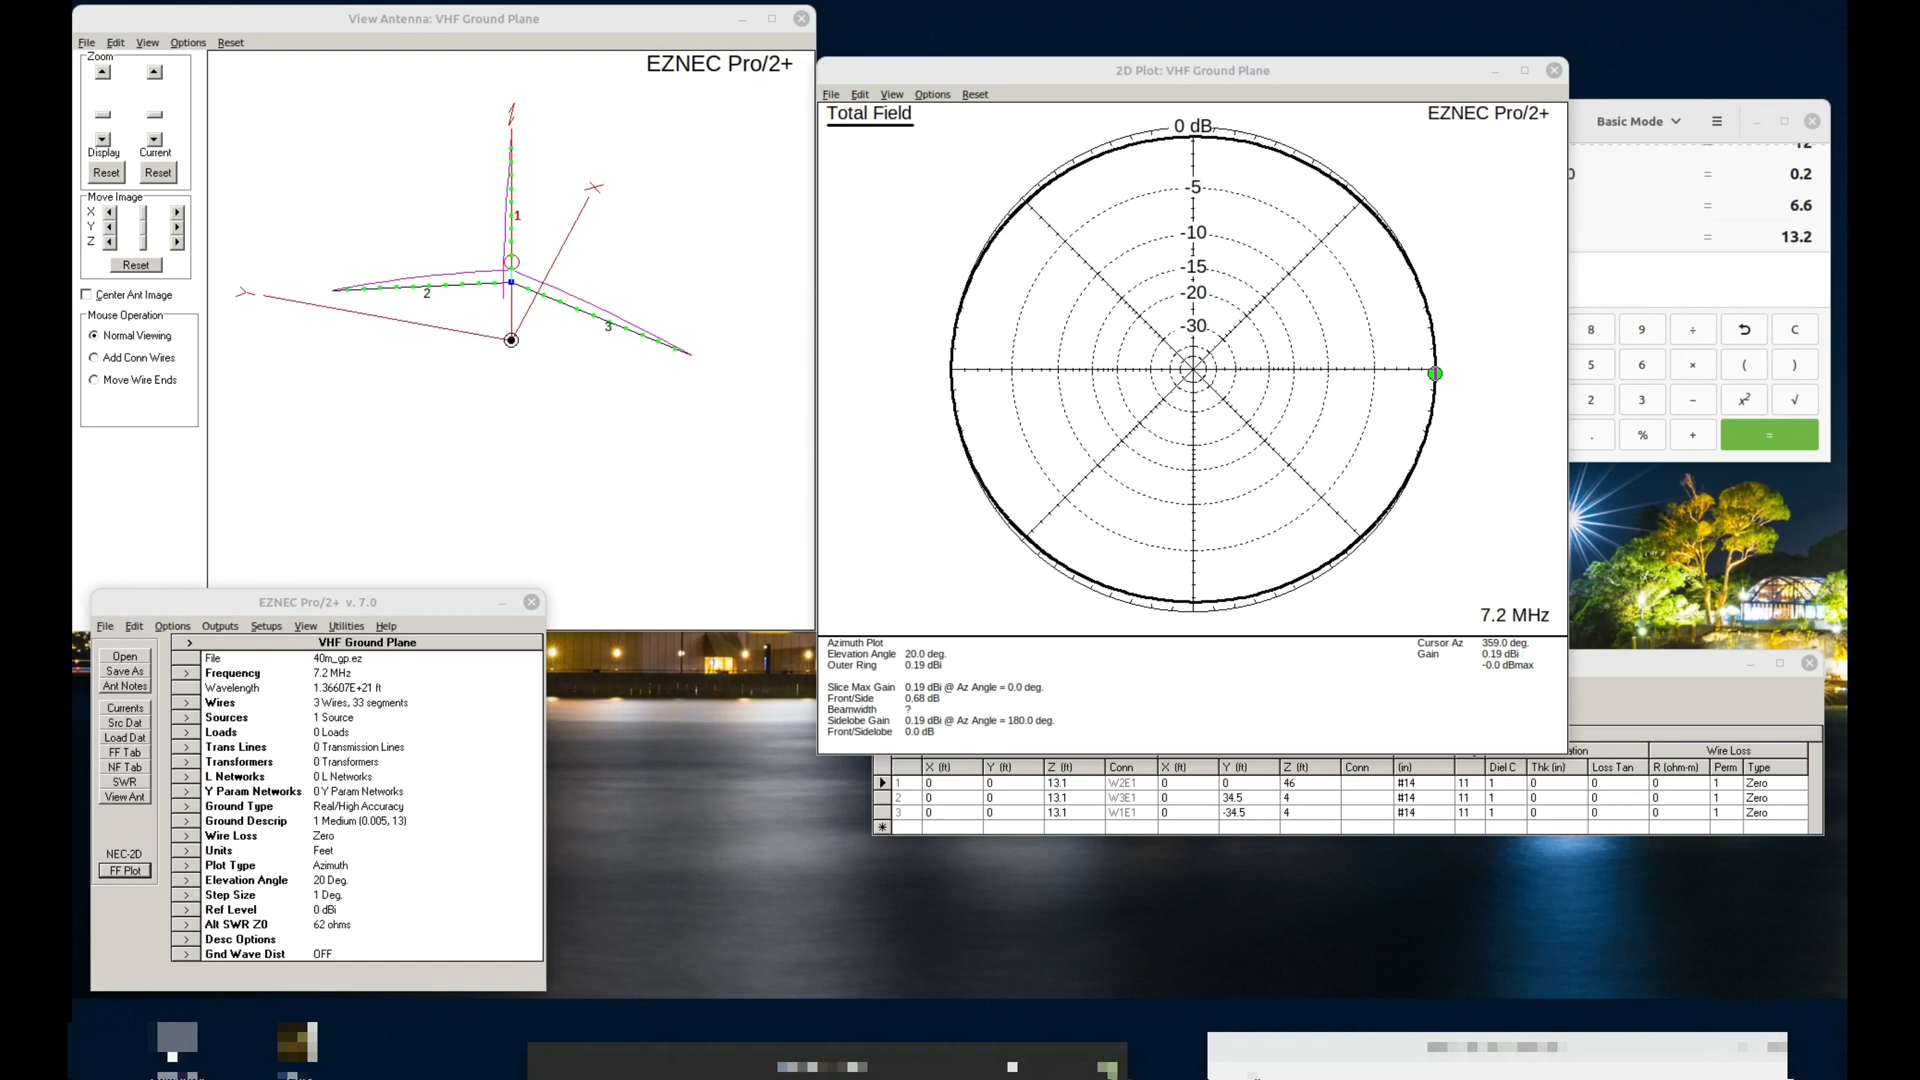 View Antenna: VHF Ground Plane
File Edit View Options Reset
Zoom
Display Current
Reset Reset
Move Image
X
Y
Z
Reset
Center Ant Image
Mouse Operation
Normal Viewing
Add Conn Wires
Move Wire Ends
EZNEC Pro/2+
Z
X
1
Y
2
3
2D Plot: VHF Ground Plane
File Edit View Options Reset
Total Field
EZNEC Pro/2+
0 dB
-5
-10
-15
-20
-30
7.2 MHz
Azimuth Plot
Elevation Angle 20.0 deg.
Outer Ring 0.19 dBi
Slice Max Gain 0.19 dBi @ Az Angle = 0.0 deg.
Front/Side 0.68 dB
Beamwidth ?
Sidelobe Gain 0.19 dBi @ Az Angle = 180.0 deg.
Front/Sidelobe 0.0 dB
Cursor Az 359.0 deg.
Gain 0.19 dBi
-0.0 dBmax
Basic Mode
12
0 = 0.2
= 6.6
= 13.2
8 9 ÷ C
5 6 × ( )
2 3 − x² √
. % + =
EZNEC Pro/2+ v. 7.0
File Edit Options Outputs Setups View Utilities Help
Open
Save As
Ant Notes
Currents
Src Dat
Load Dat
FF Tab
NF Tab
SWR
View Ant
NEC-2D
FF Plot
> VHF Ground Plane
File 40m_gp.ez
> Frequency 7.2 MHz
Wavelength 1.36607E+21 ft
> Wires 3 Wires, 33 segments
> Sources 1 Source
> Loads 0 Loads
> Trans Lines 0 Transmission Lines
> Transformers 0 Transformers
> L Networks 0 L Networks
> Y Param Networks 0 Y Param Networks
> Ground Type Real/High Accuracy
> Ground Descrip 1 Medium (0.005, 13)
> Wire Loss Zero
> Units Feet
> Plot Type Azimuth
> Elevation Angle 20 Deg.
> Step Size 1 Deg.
> Ref Level 0 dBi
> Alt SWR Z0 62 ohms
> Desc Options
> Gnd Wave Dist OFF
ation Wire Loss
X (ft) Y (ft) Z (ft) Conn X (ft) Y (ft) Z (ft) Conn (in) Diel C Thk (in) Loss Tan R (ohm-m) Perm Type
1 0 0 13.1 W2E1 0 0 46 #14 11 1 0 0 0 1 Zero
2 0 0 13.1 W3E1 0 34.5 4 #14 11 1 0 0 0 1 Zero
3 0 0 13.1 W1E1 0 -34.5 4 #14 11 1 0 0 0 1 Zero